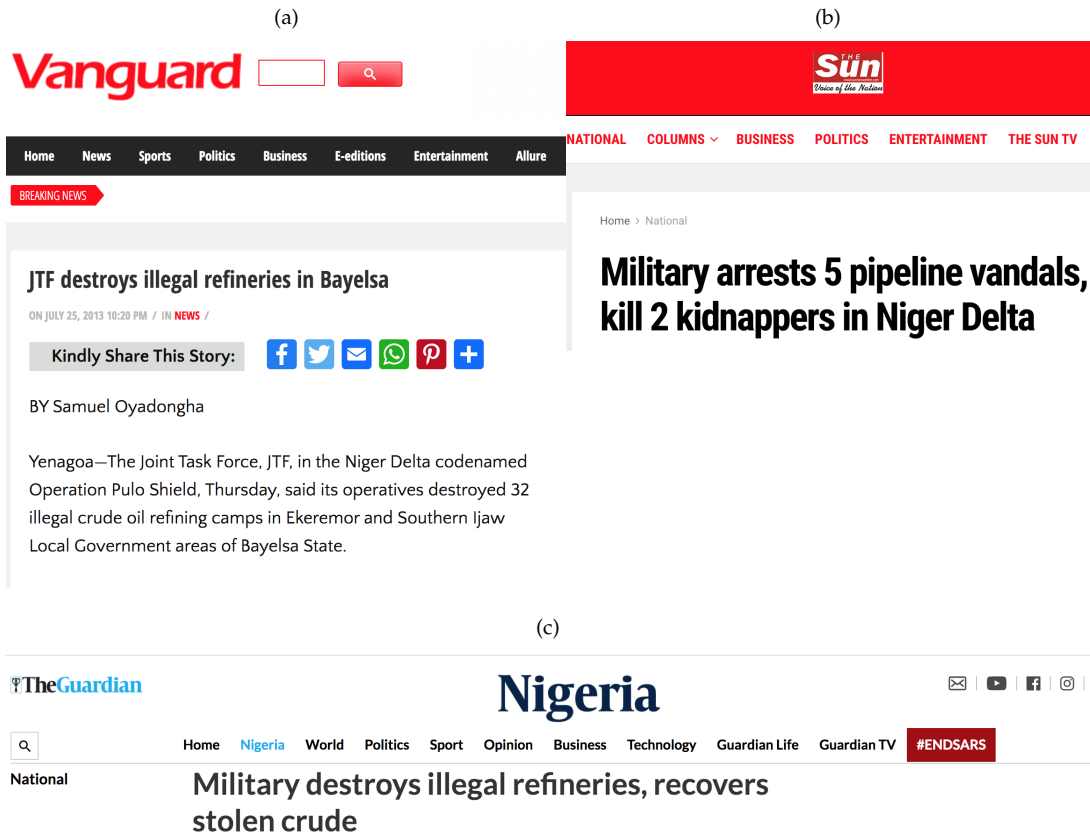 (a)
Vanguard
Home News Sports Politics Business E-editions Entertainment Allure
BREAKING NEWS
JTF destroys illegal refineries in Bayelsa
ON JULY 25, 2013 10:20 PM / IN NEWS /
Kindly Share This Story:
BY Samuel Oyadongha
Yenagoa—The Joint Task Force, JTF, in the Niger Delta codenamed
Operation Pulo Shield, Thursday, said its operatives destroyed 32
illegal crude oil refining camps in Ekeremor and Southern Ijaw
Local Government areas of Bayelsa State.
(b)
THE
Sun
Voice of the Nation
NATIONAL COLUMNS BUSINESS POLITICS ENTERTAINMENT THE SUN TV
Home > National
Military arrests 5 pipeline vandals,
kill 2 kidnappers in Niger Delta
(c)
TheGuardian
Nigeria
Home Nigeria World Politics Sport Opinion Business Technology Guardian Life Guardian TV #ENDSARS
National
Military destroys illegal refineries, recovers
stolen crude